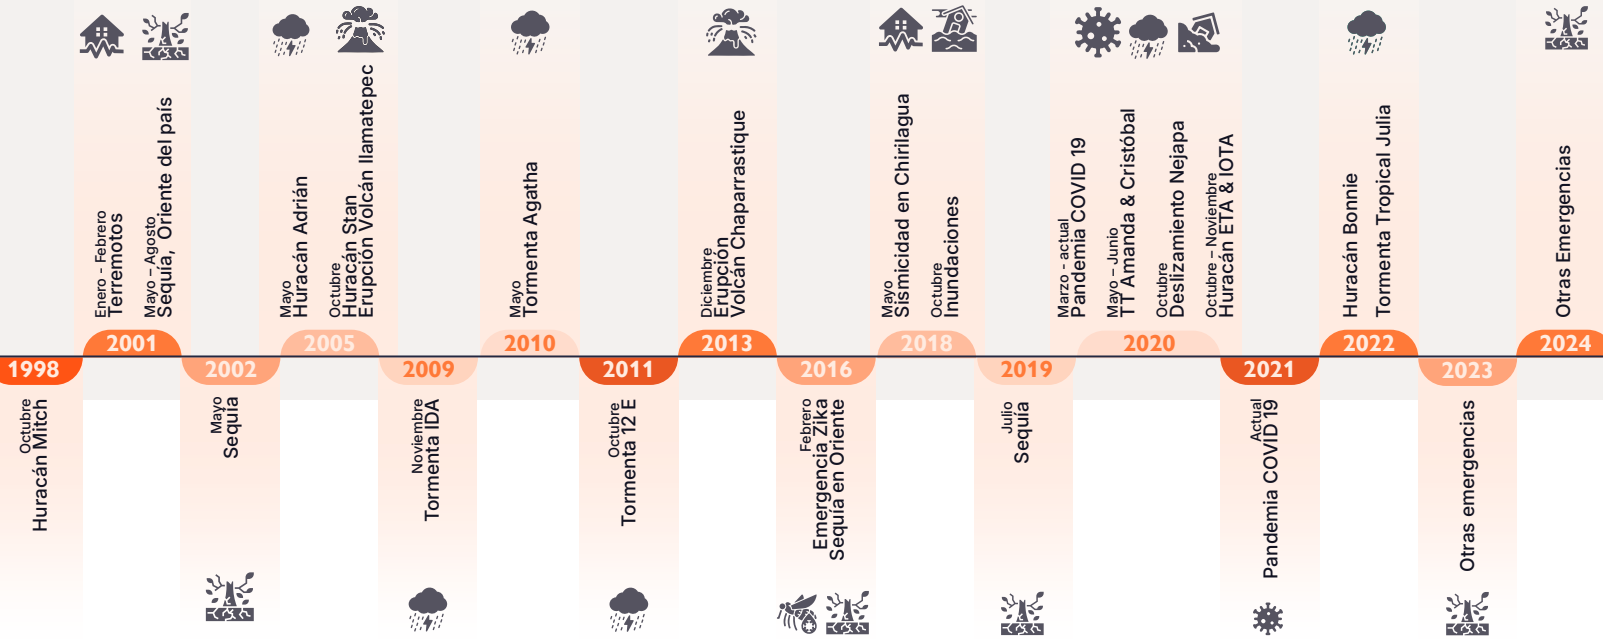 1998
Octubre
Huracán Mitch
2001
Enero - Febrero
Terremotos
Mayo – Agosto
Sequía, Oriente del país
2002
Mayo
Sequia
2005
Mayo
Huracán Adrián
Octubre
Huracán Stan
Erupción Volcán Ilamatepec
2009
Noviembre
Tormenta IDA
2010
Mayo
Tormenta Agatha
2011
Octubre
Tormenta 12 E
2013
Diciembre
Erupción
Volcán Chaparrastique
2016
Febrero
Emergencia Zika
Sequía en Oriente
2018
Mayo
Sismicidad en Chirilagua
Octubre
Inundaciones
2019
Julio
Sequía
2020
Marzo - actual
Pandemia COVID 19
Mayo – Junio
TT Amanda & Cristóbal
Octubre
Deslizamiento Nejapa
Octubre – Noviembre
Huracán ETA & IOTA
2021
Actual
Pandemia COVID 19
2022
Huracán Bonnie
Tormenta Tropical Julia
2023
Otras emergencias
2024
Otras Emergencias